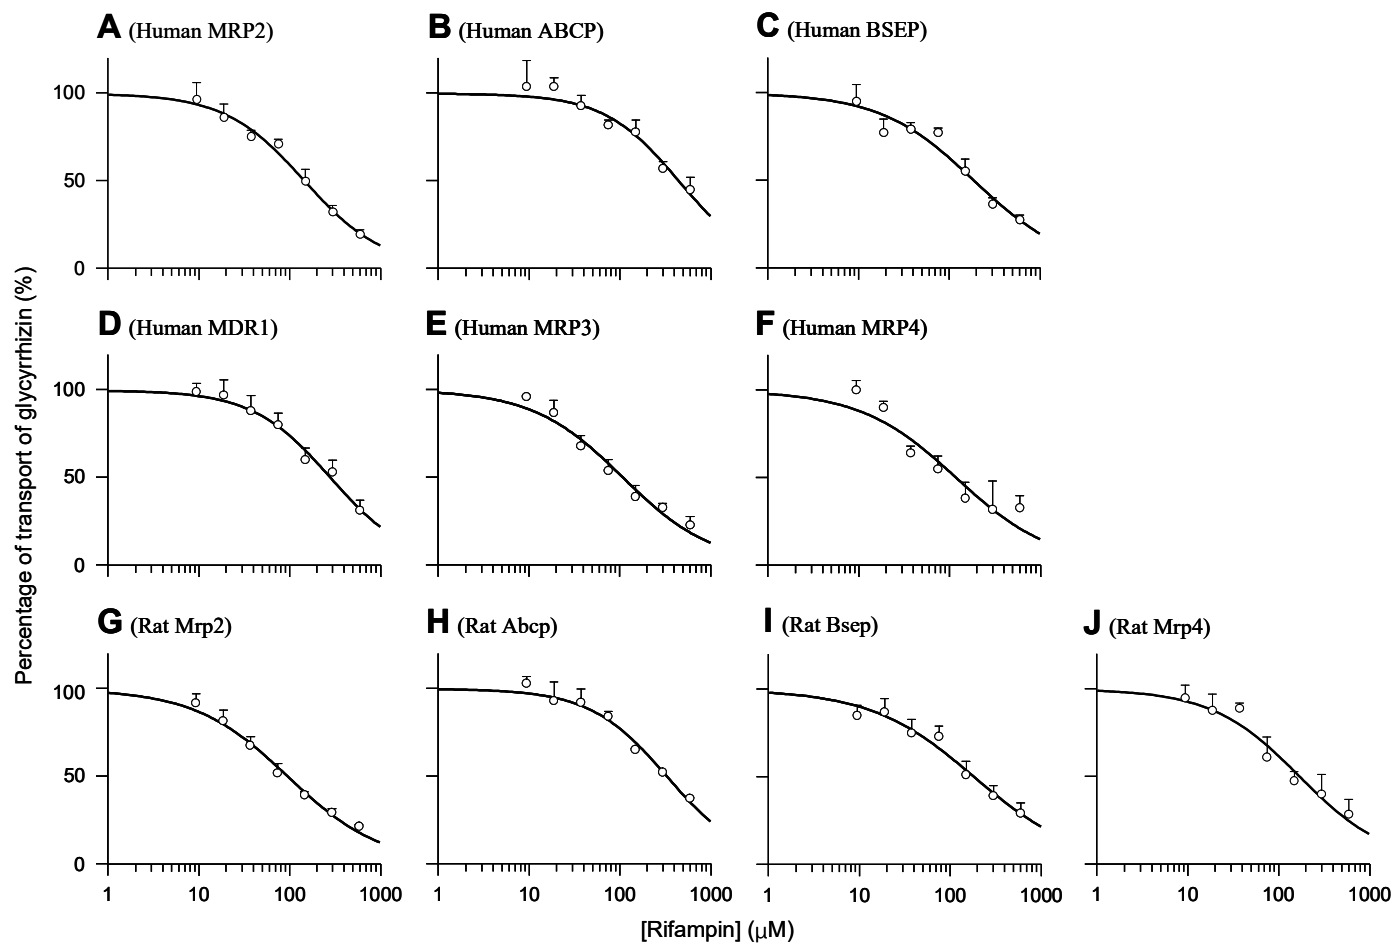 A (Human MRP2)
B (Human ABCP)
C (Human BSEP)
100
50
0
D (Human MDR1)
E (Human MRP3)
F (Human MRP4)
100
50
0
Percentage of transport of glycyrrhizin (%)
G (Rat Mrp2)
H (Rat Abcp)
I (Rat Bsep)
J (Rat Mrp4)
100
50
0
1 10 100 1000
1 10 100 1000
1 10 100 1000
1 10 100 1000
[Rifampin] (μM)